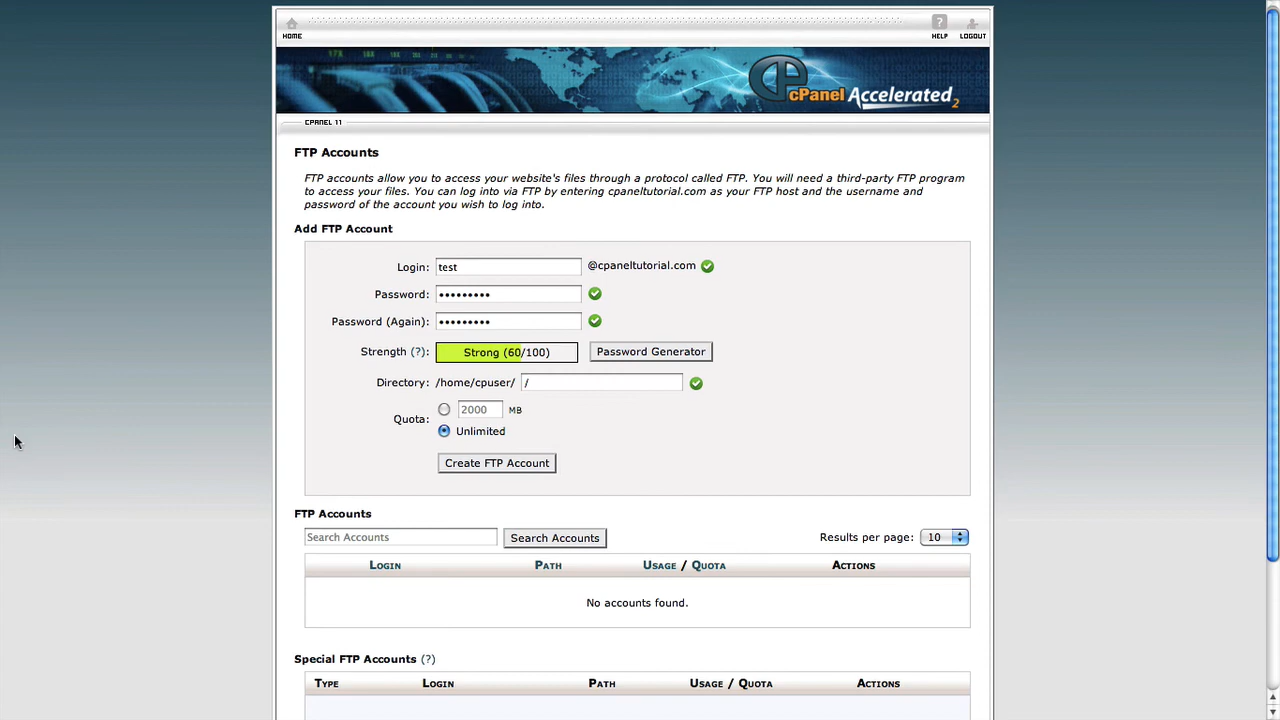 HOME
HELP
LOGOUT
cPanel Accelerated2
CPANEL 11
FTP Accounts
FTP accounts allow you to access your website's files through a protocol called FTP. You will need a third-party FTP program
to access your files. You can log into via FTP by entering cpaneltutorial.com as your FTP host and the username and
password of the account you wish to log into.
Add FTP Account
Login: test @cpaneltutorial.com
Password: •••••••••
Password (Again): •••••••••
Strength (?): Strong (60/100) Password Generator
Directory: /home/cpuser/ /
Quota: 2000 MB
Unlimited
Create FTP Account
FTP Accounts
Search Accounts Search Accounts Results per page: 10
LOGIN PATH USAGE / QUOTA ACTIONS
No accounts found.
Special FTP Accounts (?)
TYPE LOGIN PATH USAGE / QUOTA ACTIONS